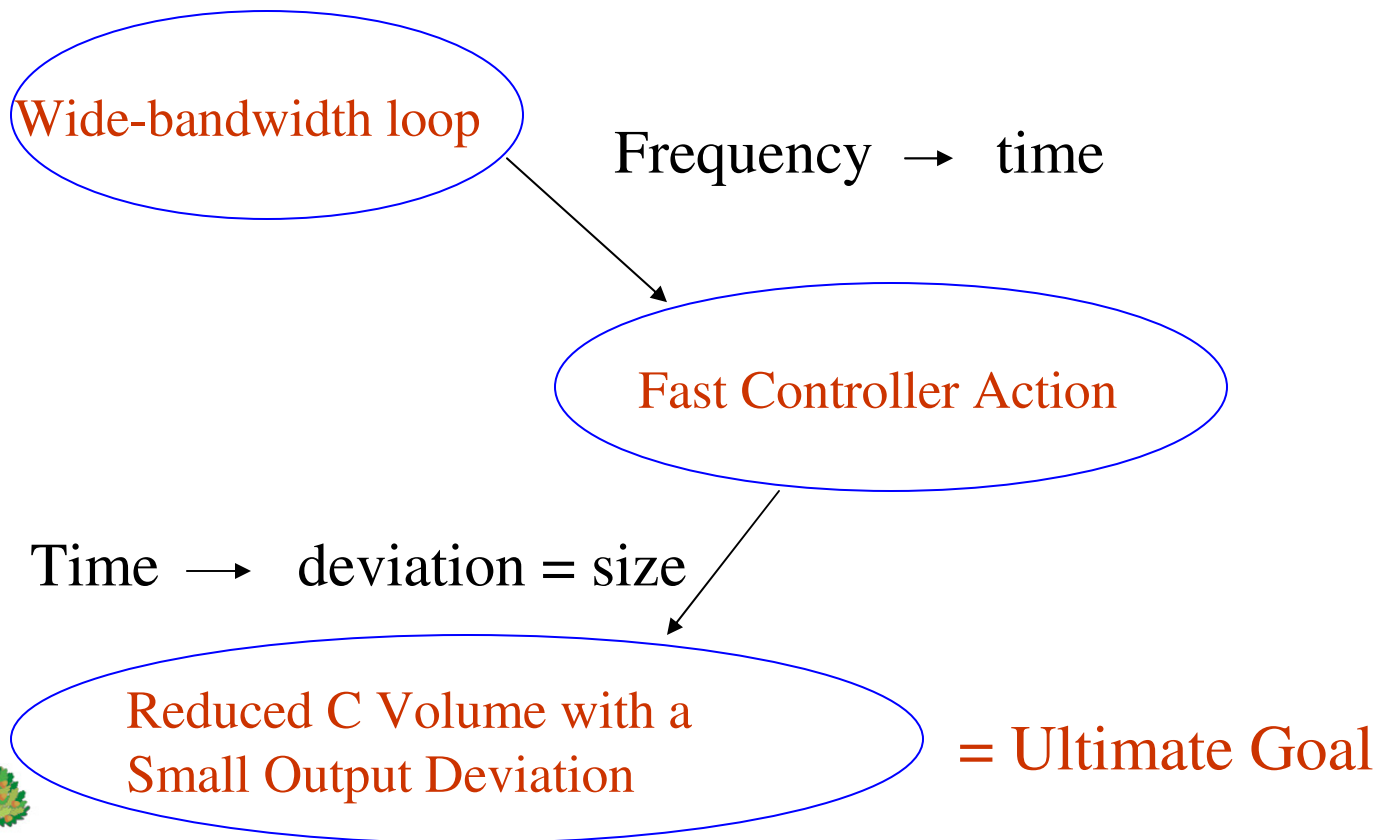 Wide-bandwidth loop
Frequency → time
Fast Controller Action
Time → deviation = size
Reduced C Volume with a
Small Output Deviation
= Ultimate Goal